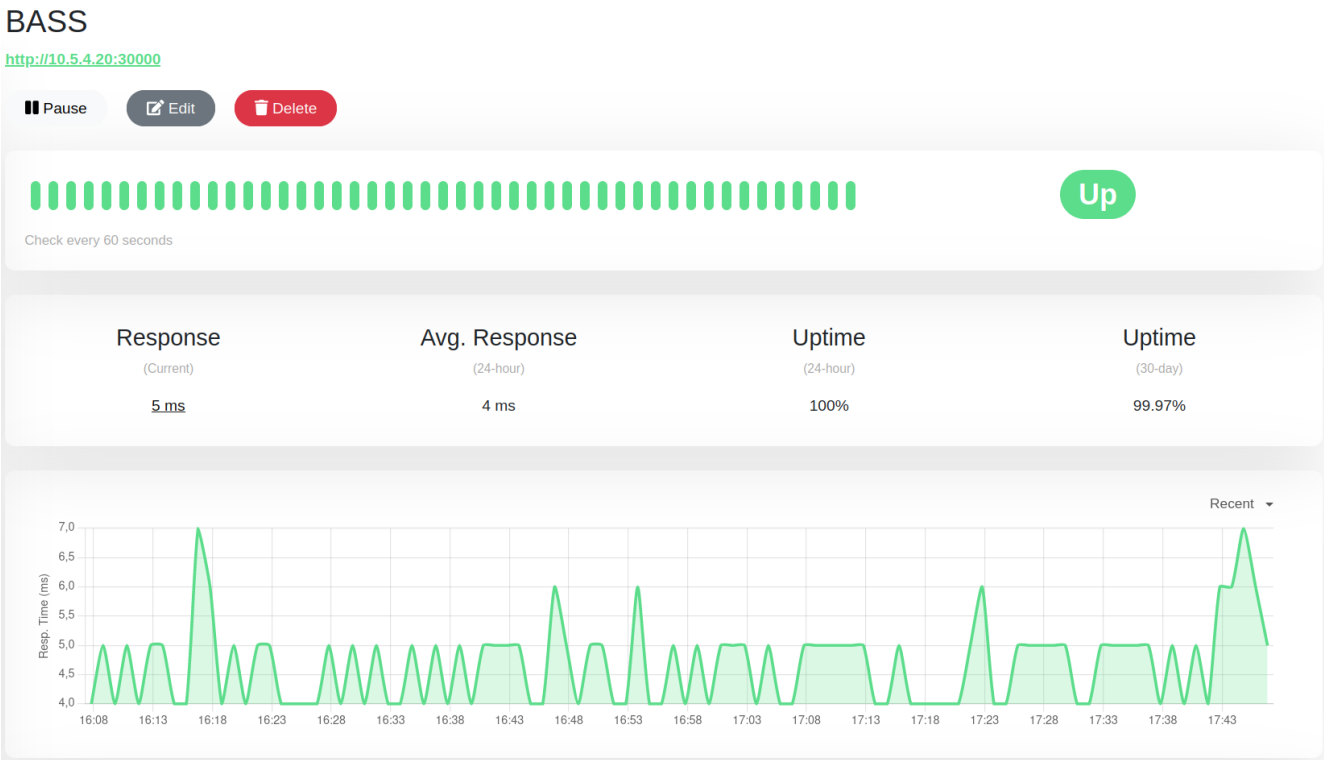 BASS
http://10.5.4.20:30000
Pause Edit Delete
Up
Check every 60 seconds
Response Avg. Response Uptime Uptime
(Current) (24-hour) (24-hour) (30-day)
5 ms 4 ms 100% 99.97%
Recent
Resp. Time (ms)
7,0
6,5
6,0
5,5
5,0
4,5
4,0
16:08 16:13 16:18 16:23 16:28 16:33 16:38 16:43 16:48 16:53 16:58 17:03 17:08 17:13 17:18 17:23 17:28 17:33 17:38 17:43